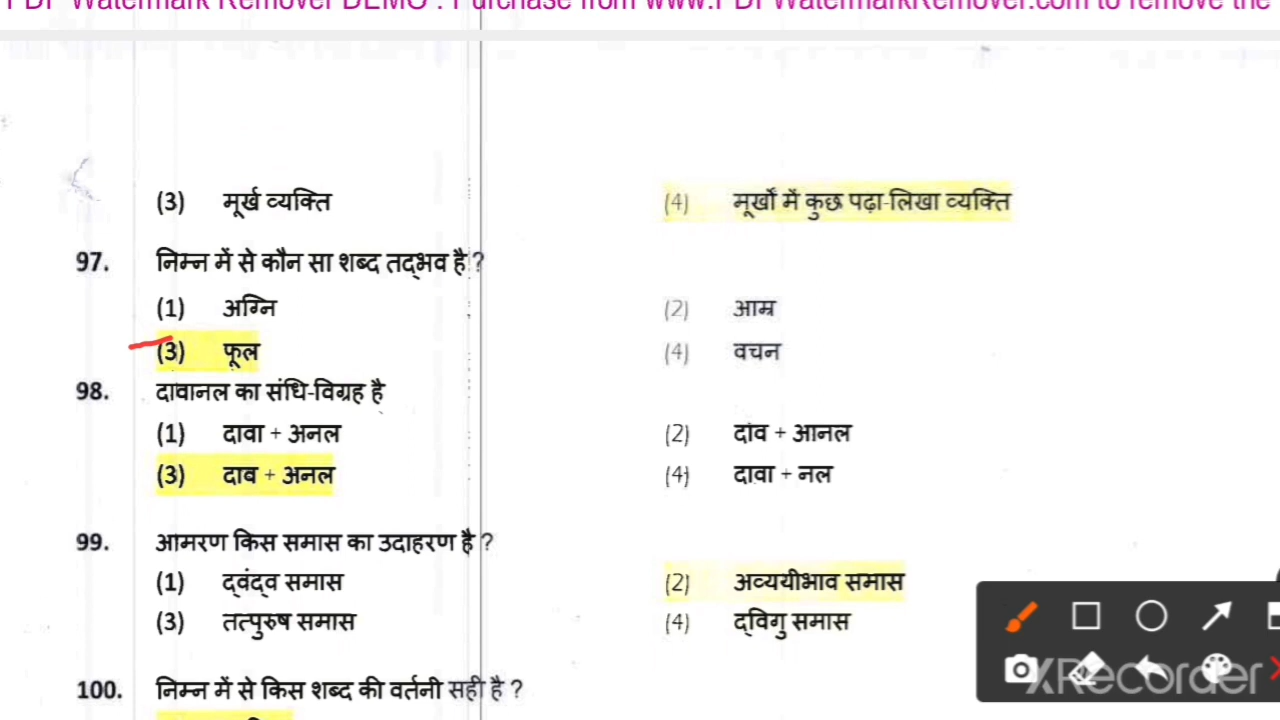 PDF Watermark Remover DEMO : Purchase from www.PDFWatermarkRemover.com to remove the
(3) मूर्ख व्यक्ति (4) मूर्खों में कुछ पढ़ा-लिखा व्यक्ति
97. निम्न में से कौन सा शब्द तद्भव है ?
(1) अग्नि (2) आम्र
(3) फूल (4) वचन
98. दावानल का संधि-विग्रह है
(1) दावा + अनल (2) दाव + आनल
(3) दाव + अनल (4) दावा + नल
99. आमरण किस समास का उदाहरण है ?
(1) द्वंद्व समास (2) अव्ययीभाव समास
(3) तत्पुरुष समास (4) द्विगु समास
100. निम्न में से किस शब्द की वर्तनी सही है ?
XRecorder